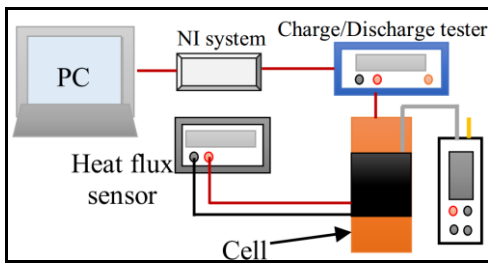 NI system
Charge/Discharge tester
PC
Heat flux
sensor
Cell